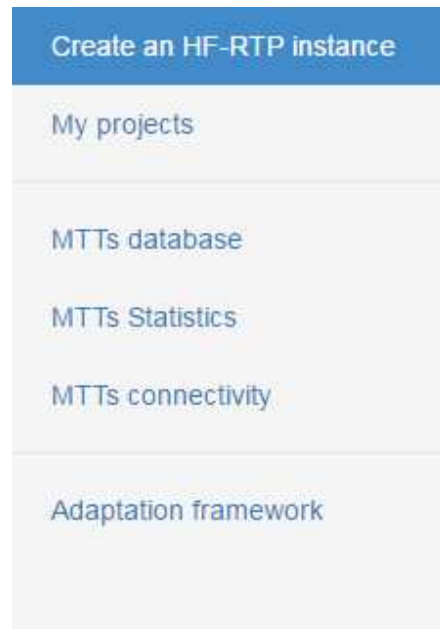 Create an HF-RTP instance
My projects
MTTs database
MTTs Statistics
MTTs connectivity
Adaptation framework